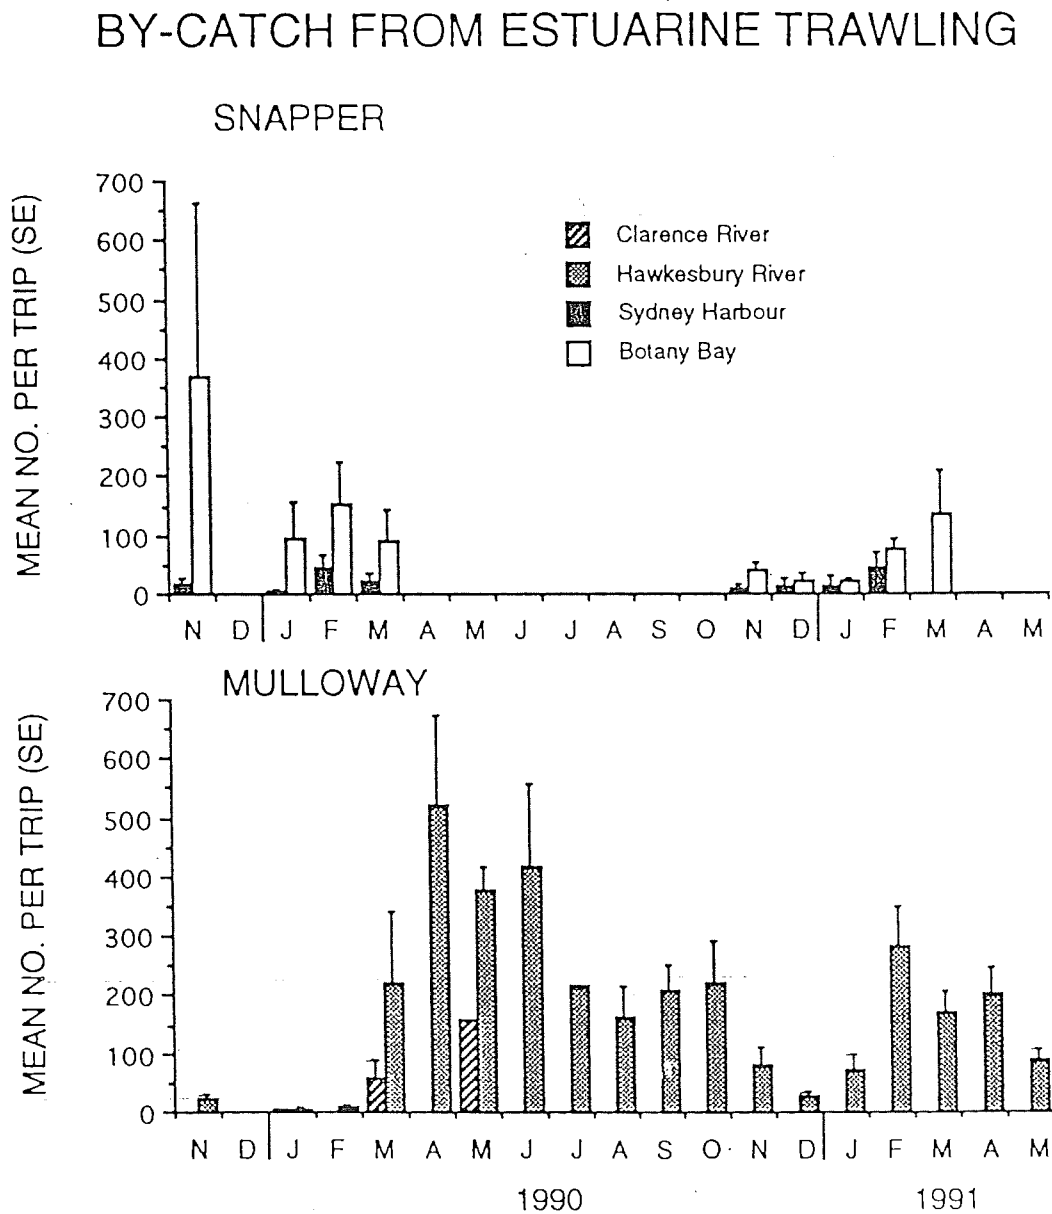 BY-CATCH FROM ESTUARINE TRAWLING
SNAPPER
MEAN NO. PER TRIP (SE)
700
600
500
400
300
200
100
0
Clarence River
Hawkesbury River
Sydney Harbour
Botany Bay
N D J F M A M J J A S O N D J F M A M
MULLOWAY
MEAN NO. PER TRIP (SE)
700
600
500
400
300
200
100
0
N D J F M A M J J A S O N D J F M A M
1990 1991